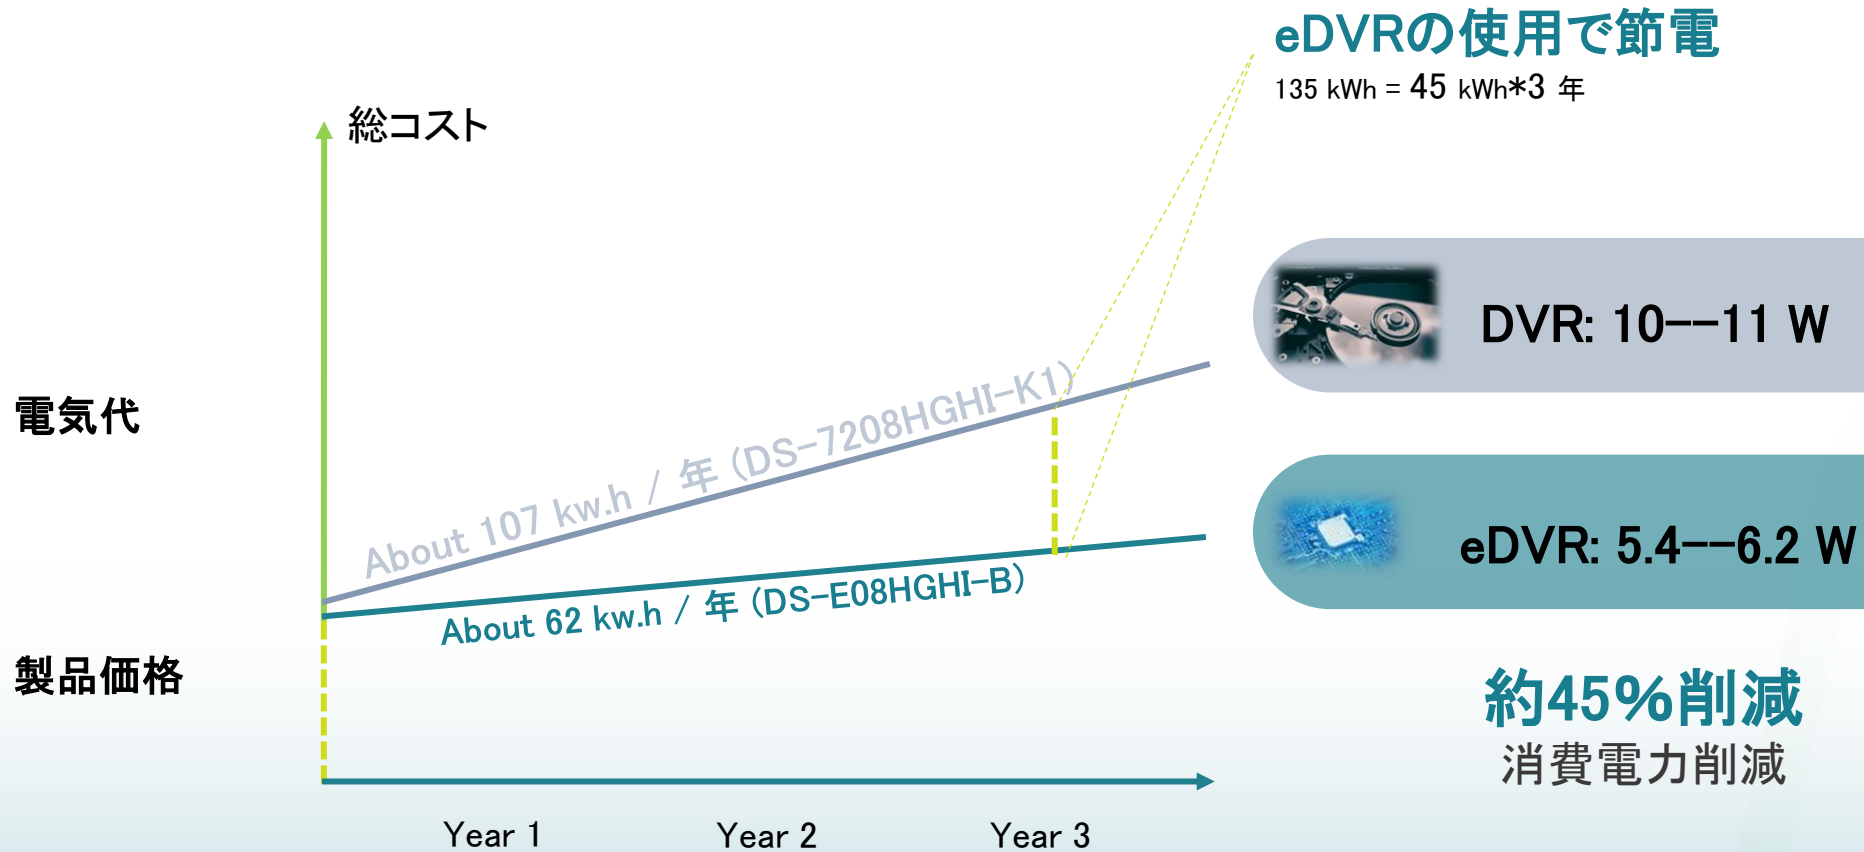 eDVRの使用で節電
135 kWh = 45 kWh*3 年
総コスト
DVR: 10--11 W
電気代
About 107 kw.h / 年 (DS-7208HGHI-K1)
eDVR: 5.4--6.2 W
About 62 kw.h / 年 (DS-E08HGHI-B)
製品価格
約45%削減
消費電力削減
Year 1
Year 2
Year 3